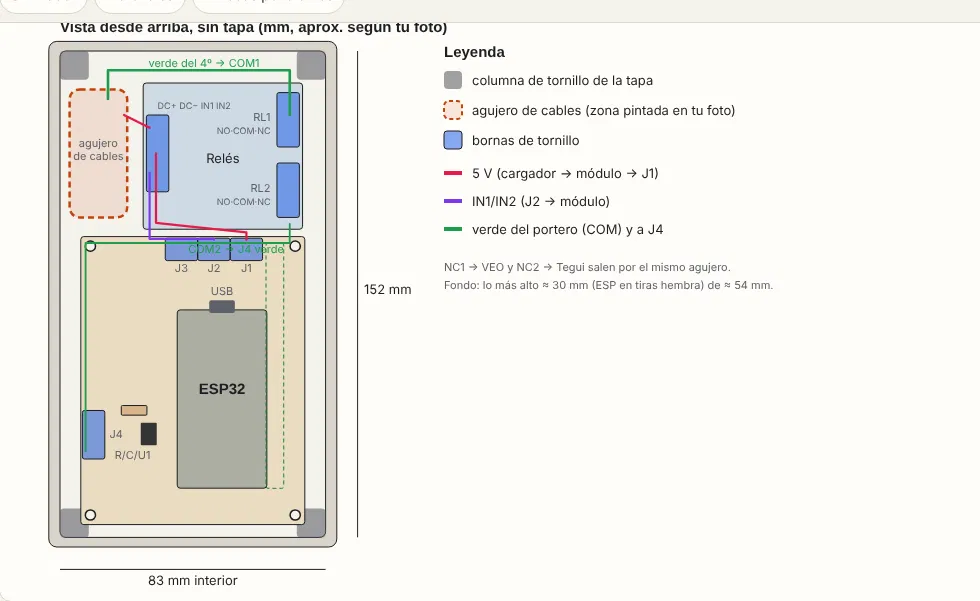 Vista desde arriba, sin tapa (mm, aprox. según tu foto)
verde del 4º → COM1
DC+ DC− IN1 IN2
RL1
NO·COM·NC
agujero
de cables
Relés
RL2
NO·COM·NC
COM2 → J4 verde
J3
J2
J1
USB
ESP32
J4
R/C/U1
152 mm
83 mm interior
Leyenda
columna de tornillo de la tapa
agujero de cables (zona pintada en tu foto)
bornas de tornillo
5 V (cargador → módulo → J1)
IN1/IN2 (J2 → módulo)
verde del portero (COM) y a J4
NC1 → VEO y NC2 → Tegui salen por el mismo agujero.
Fondo: lo más alto ≈ 30 mm (ESP en tiras hembra) de ≈ 54 mm.